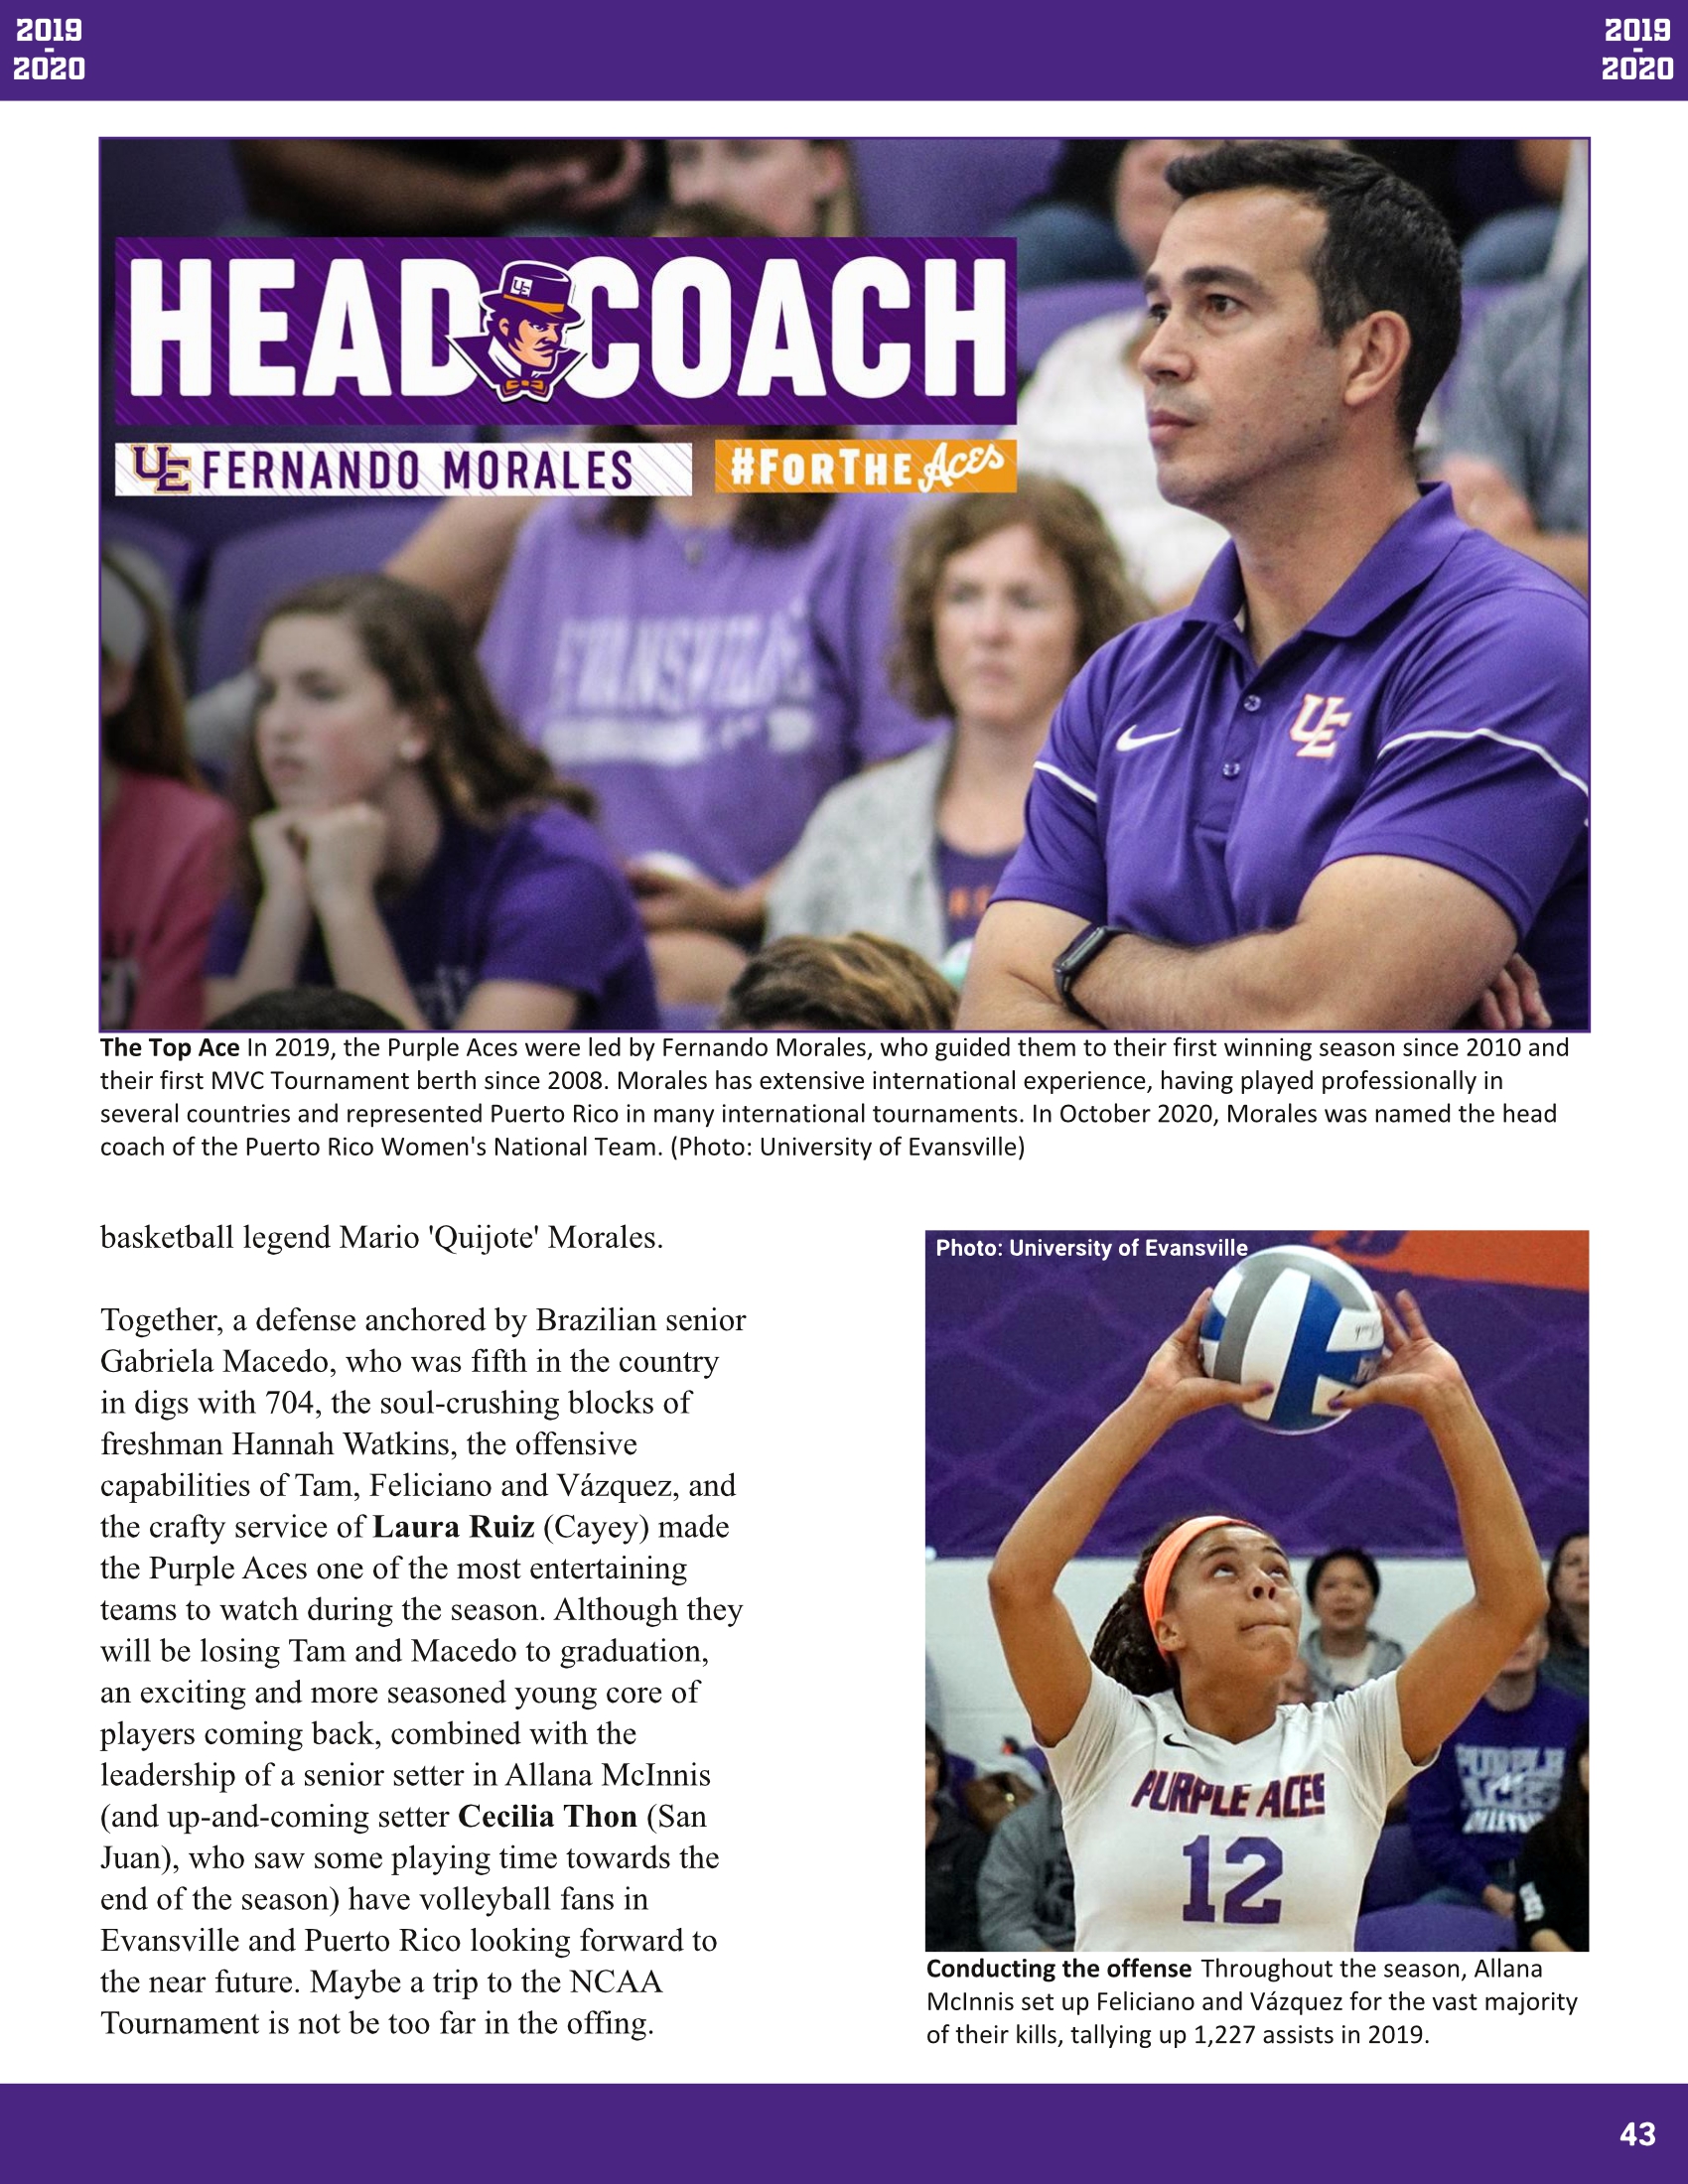 2019
-
2020
2019
-
2020
HEAD COACH
UE
UE FERNANDO MORALES
#FORTHE Aces
EVANSVILLE
UE
The Top Ace In 2019, the Purple Aces were led by Fernando Morales, who guided them to their first winning season since 2010 and
their first MVC Tournament berth since 2008. Morales has extensive international experience, having played professionally in
several countries and represented Puerto Rico in many international tournaments. In October 2020, Morales was named the head
coach of the Puerto Rico Women's National Team. (Photo: University of Evansville)
basketball legend Mario 'Quijote' Morales.
Together, a defense anchored by Brazilian senior
Gabriela Macedo, who was fifth in the country
in digs with 704, the soul-crushing blocks of
freshman Hannah Watkins, the offensive
capabilities of Tam, Feliciano and Vázquez, and
the crafty service of Laura Ruiz (Cayey) made
the Purple Aces one of the most entertaining
teams to watch during the season. Although they
will be losing Tam and Macedo to graduation,
an exciting and more seasoned young core of
players coming back, combined with the
leadership of a senior setter in Allana McInnis
(and up-and-coming setter Cecilia Thon (San
Juan), who saw some playing time towards the
end of the season) have volleyball fans in
Evansville and Puerto Rico looking forward to
the near future. Maybe a trip to the NCAA
Tournament is not be too far in the offing.
Photo: University of Evansville
PURPLE ACES
12
PURPLE
ACES
Conducting the offense Throughout the season, Allana
McInnis set up Feliciano and Vázquez for the vast majority
of their kills, tallying up 1,227 assists in 2019.
43